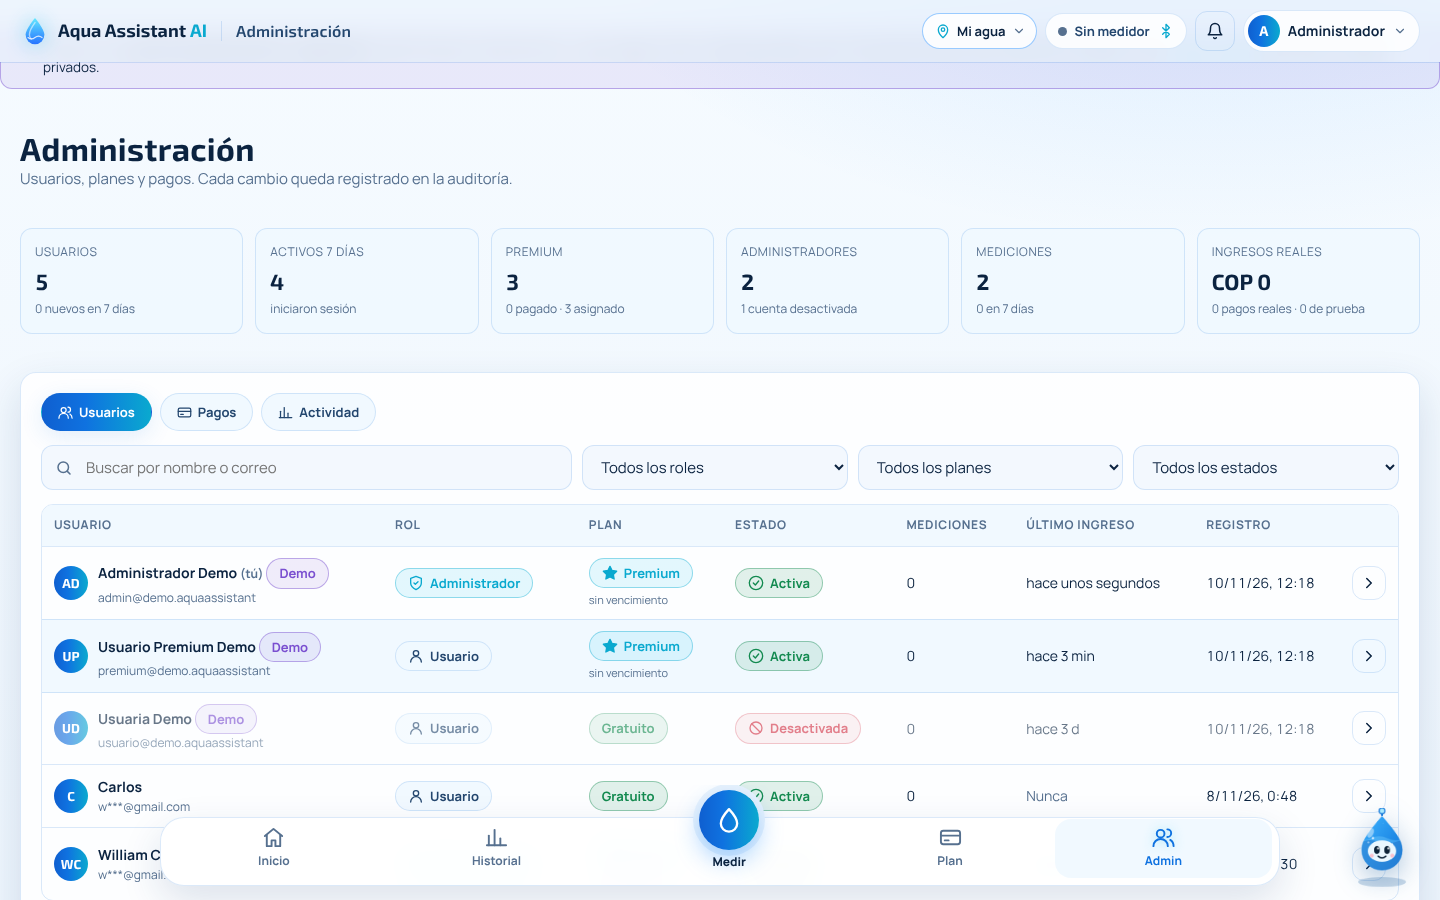 Aqua Assistant AI
Administración
Mi agua
Sin medidor
A
Administrador
privados.
Administración
Usuarios, planes y pagos. Cada cambio queda registrado en la auditoría.
USUARIOS
5
0 nuevos en 7 días
ACTIVOS 7 DÍAS
4
iniciaron sesión
PREMIUM
3
0 pagado · 3 asignado
ADMINISTRADORES
2
1 cuenta desactivada
MEDICIONES
2
0 en 7 días
INGRESOS REALES
COP 0
0 pagos reales · 0 de prueba
Usuarios
Pagos
Actividad
Buscar por nombre o correo
Todos los roles
Todos los planes
Todos los estados
USUARIO ROL PLAN ESTADO MEDICIONES ÚLTIMO INGRESO REGISTRO
AD Administrador Demo (tú) Demo
admin@demo.aquaassistant
Administrador
Premium
sin vencimiento
Activa
0
hace unos segundos
10/11/26, 12:18
UP Usuario Premium Demo Demo
premium@demo.aquaassistant
Usuario
Premium
sin vencimiento
Activa
0
hace 3 min
10/11/26, 12:18
UD Usuaria Demo Demo
usuario@demo.aquaassistant
Usuario
Gratuito
Desactivada
0
hace 3 d
10/11/26, 12:18
C Carlos
w***@gmail.com
Usuario
Gratuito
Activa
0
Nunca
8/11/26, 0:48
WC William C
w***@gmail.
30
Inicio
Historial
Medir
Plan
Admin